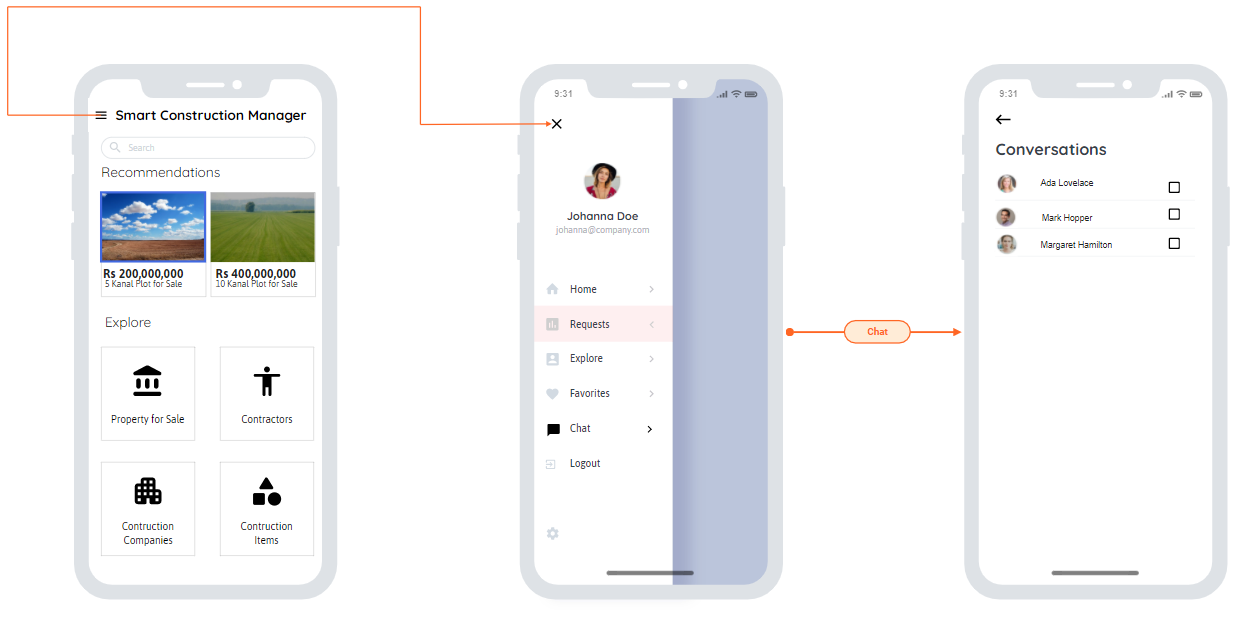 Smart Construction Manager
Search
Recommendations
Rs 200,000,000
5 Kanal Plot for Sale
Rs 400,000,000
10 Kanal Plot for Sale
Explore
Property for Sale
Contractors
Contruction
Companies
Contruction
Items
9:31
Johanna Doe
johanna@company.com
Home
Requests
Explore
Favorites
Chat
Logout
Chat
9:31
Conversations
Ada Lovelace
Mark Hopper
Margaret Hamilton